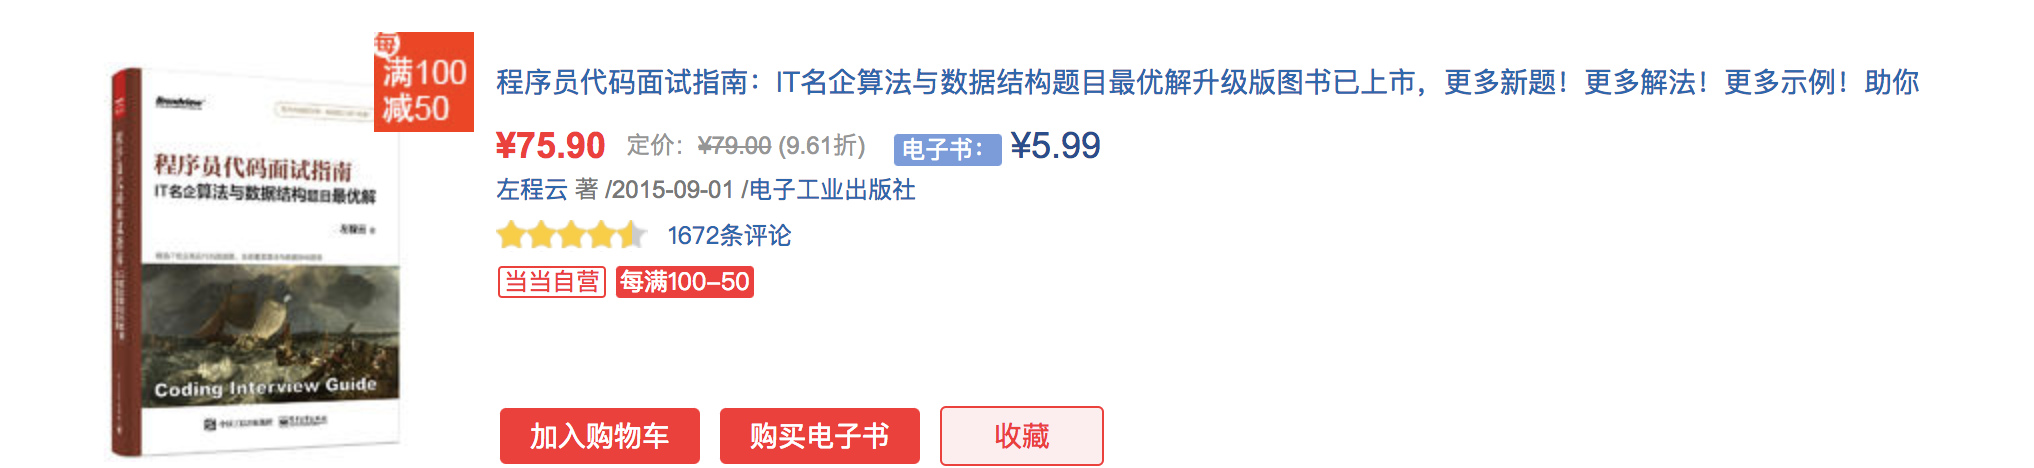 每
满100
减50
Broadview
程序员代码面试指南
IT名企算法与数据结构题目最优解
左程云 著
Coding Interview Guide
电子工业出版社
程序员代码面试指南：IT名企算法与数据结构题目最优解升级版图书已上市，更多新题！更多解法！更多示例！助你
¥75.90 定价：¥79.00 (9.61折) 电子书： ¥5.99
左程云 著 /2015-09-01 /电子工业出版社
1672条评论
当当自营 每满100-50
加入购物车 购买电子书 收藏